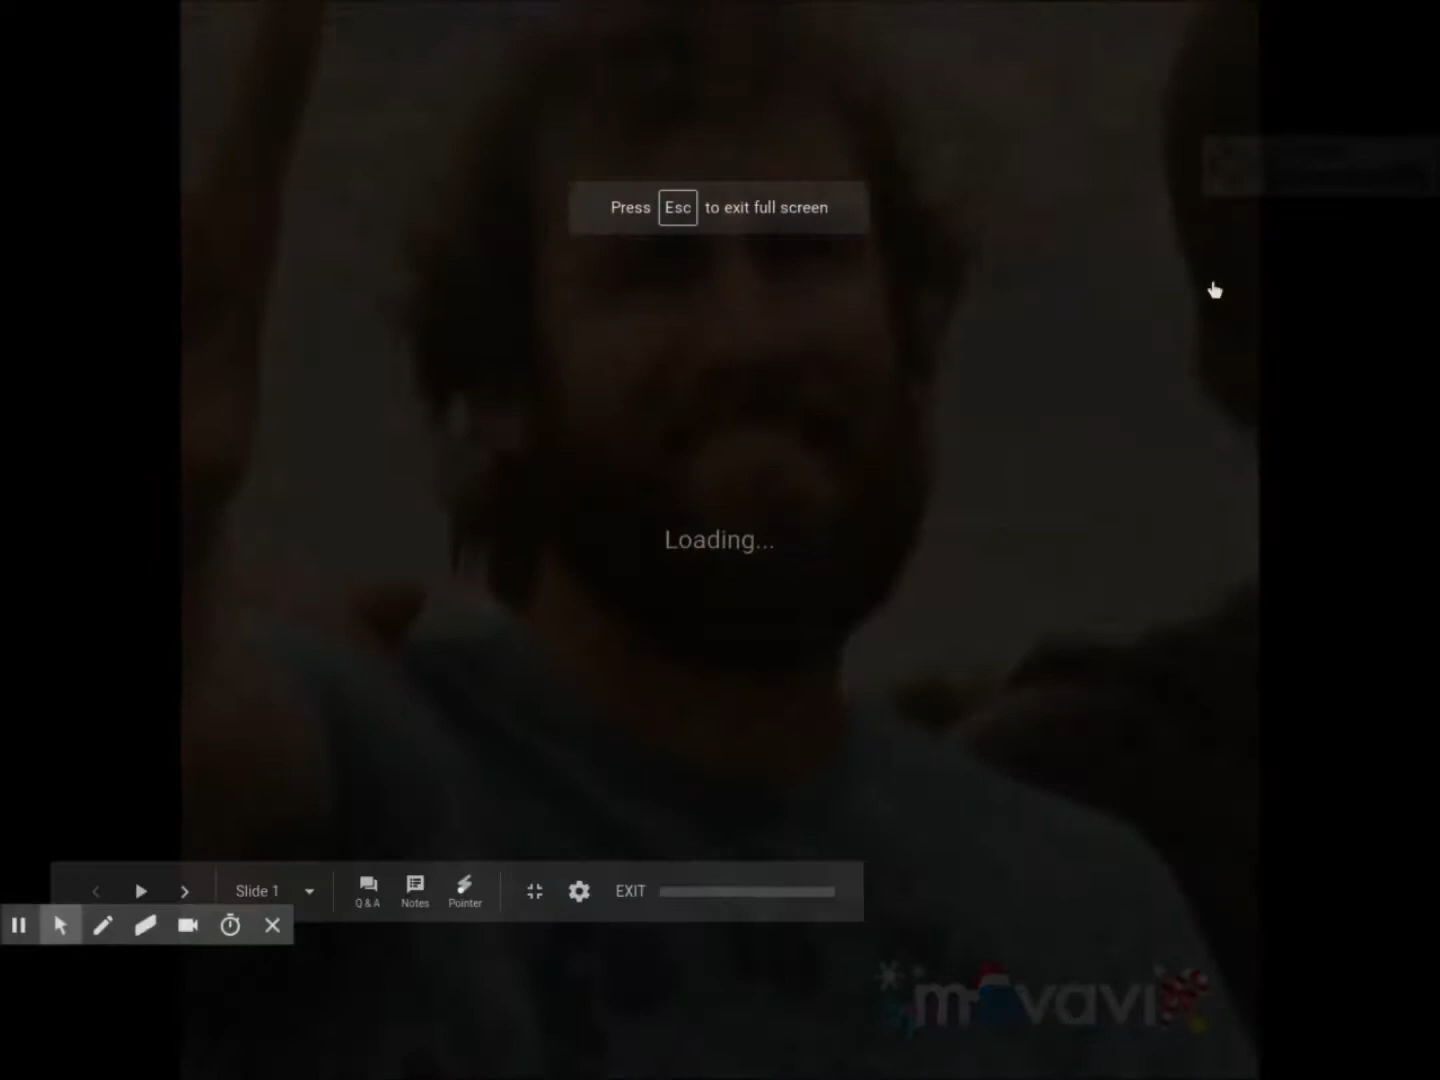 Press Esc to exit full screen
Loading...
Slide 1
Q & A
Notes
Pointer
EXIT
movavi